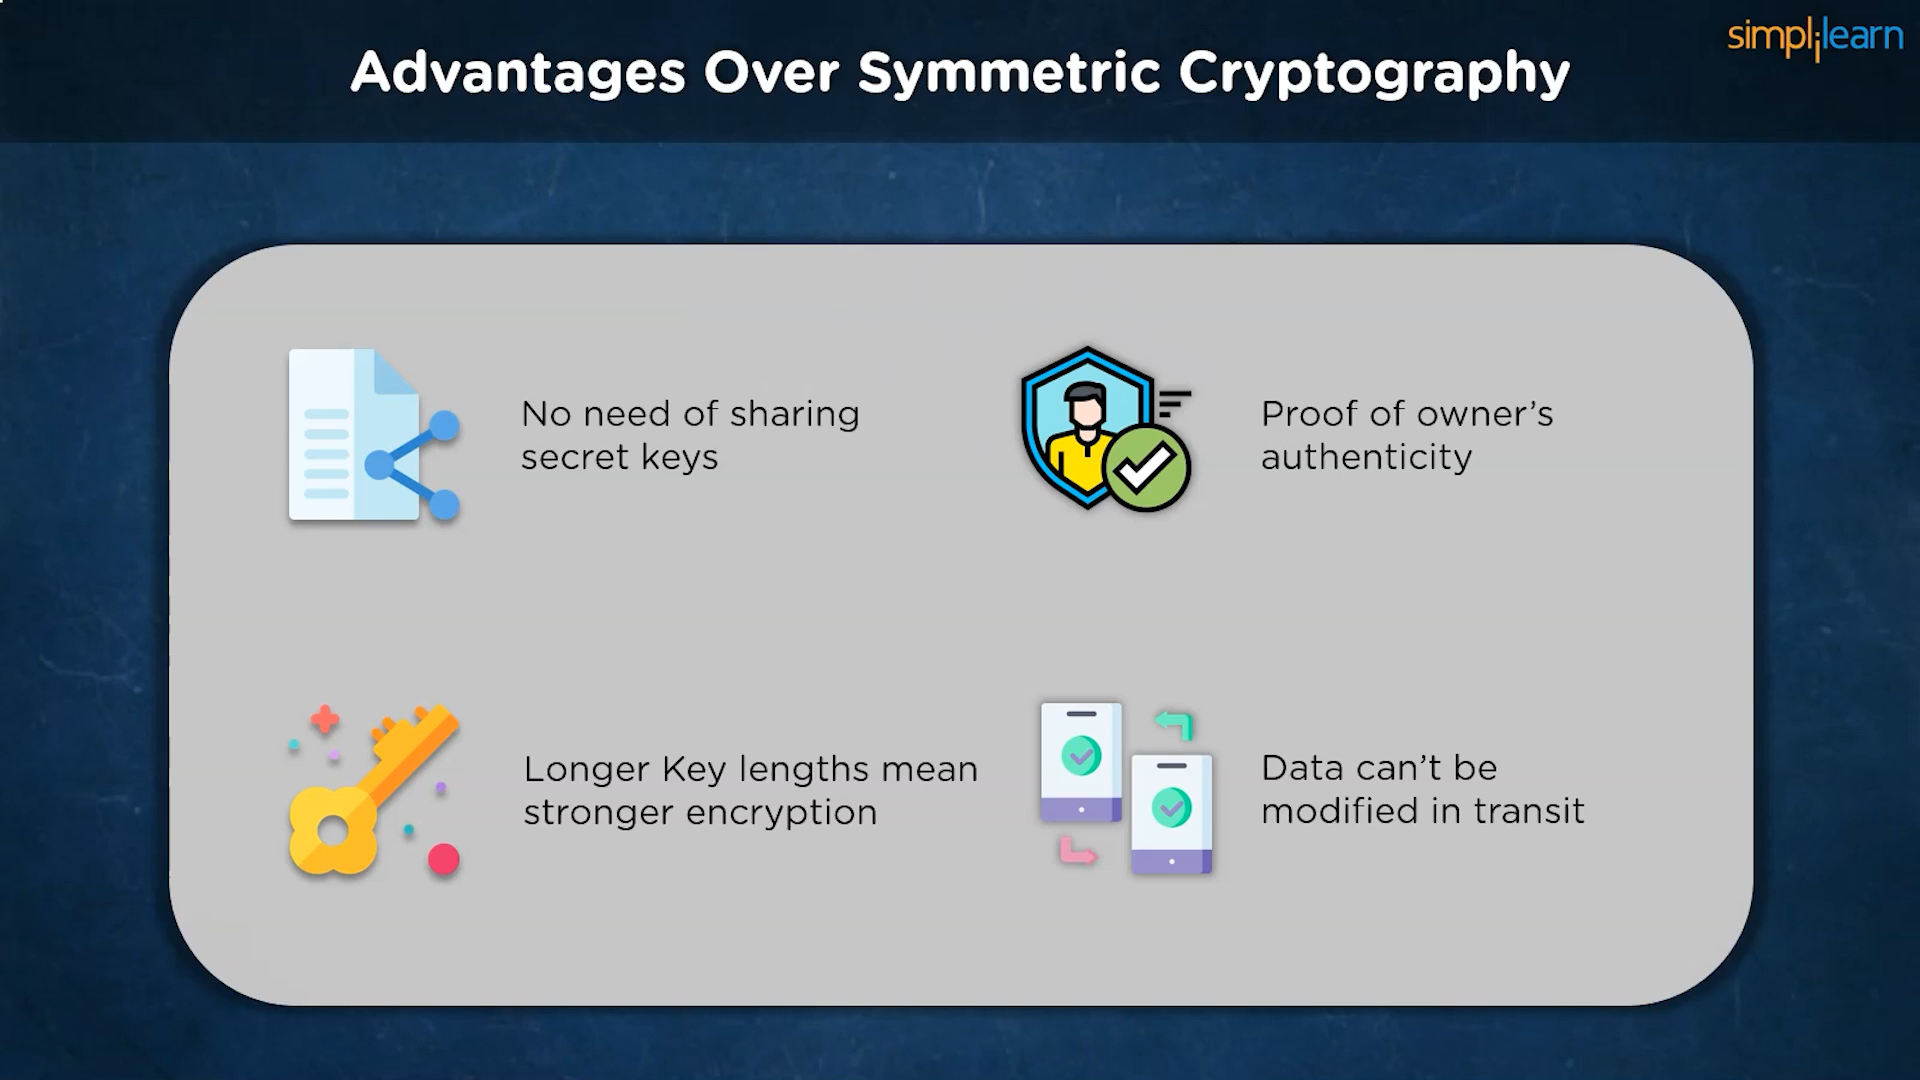 simplilearn
Advantages Over Symmetric Cryptography
No need of sharing
secret keys
Proof of owner's
authenticity
Longer Key lengths mean
stronger encryption
Data can't be
modified in transit